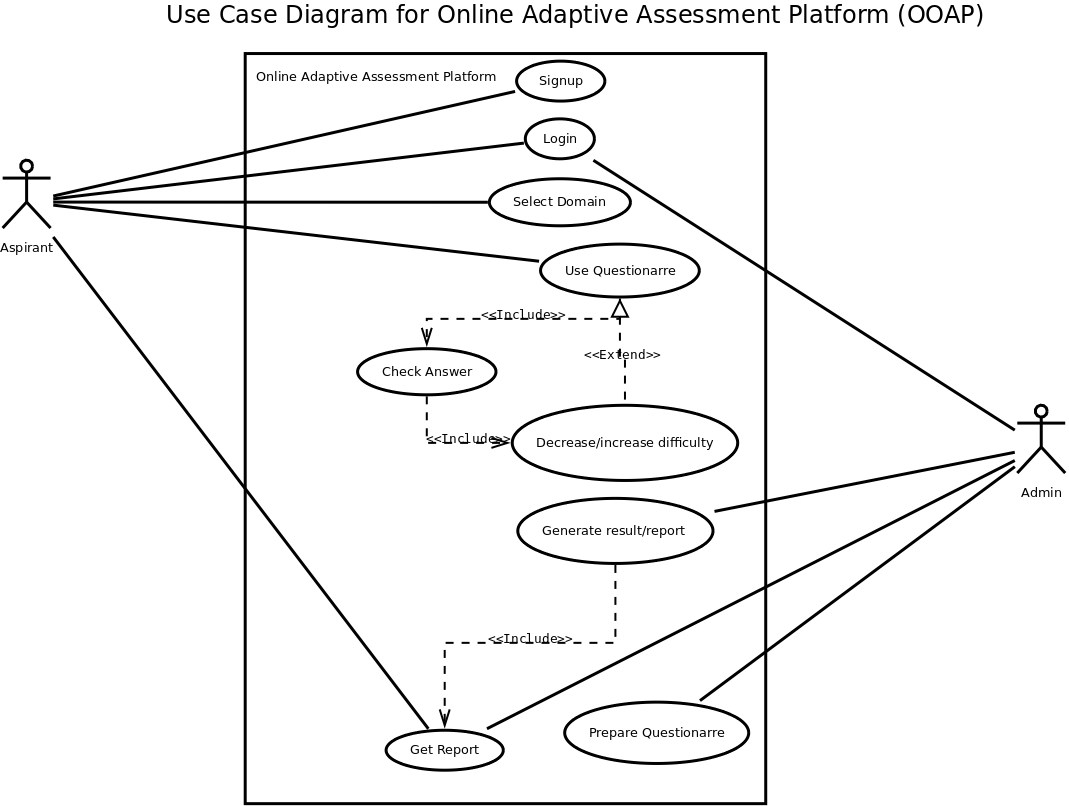 Use Case Diagram for Online Adaptive Assessment Platform (OOAP)
Online Adaptive Assessment Platform
Signup
Login
Select Domain
Aspirant
Use Questionarre
<<Include>>
<<Extend>>
Check Answer
<<Include>>
Decrease/increase difficulty
Admin
Generate result/report
<<Include>>
Prepare Questionarre
Get Report